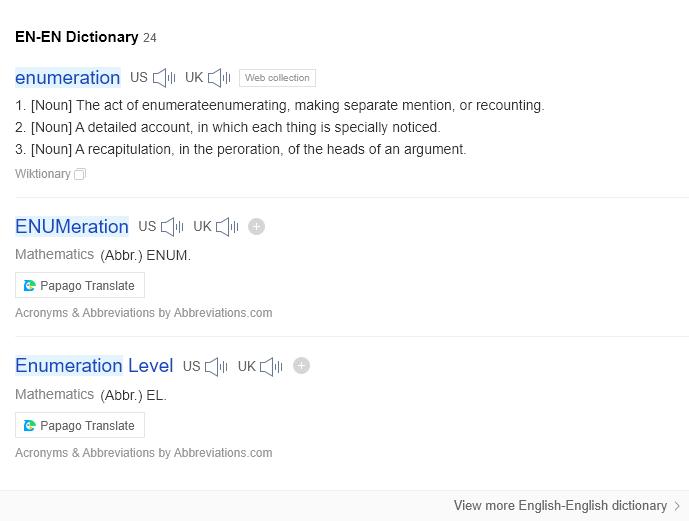 EN-EN Dictionary 24
enumeration US UK Web collection
1. [Noun] The act of enumerateenumerating, making separate mention, or recounting.
2. [Noun] A detailed account, in which each thing is specially noticed.
3. [Noun] A recapitulation, in the peroration, of the heads of an argument.
Wiktionary
ENUMeration US UK
Mathematics (Abbr.) ENUM.
Papago Translate
Acronyms & Abbreviations by Abbreviations.com
Enumeration Level US UK
Mathematics (Abbr.) EL.
Papago Translate
Acronyms & Abbreviations by Abbreviations.com
View more English-English dictionary